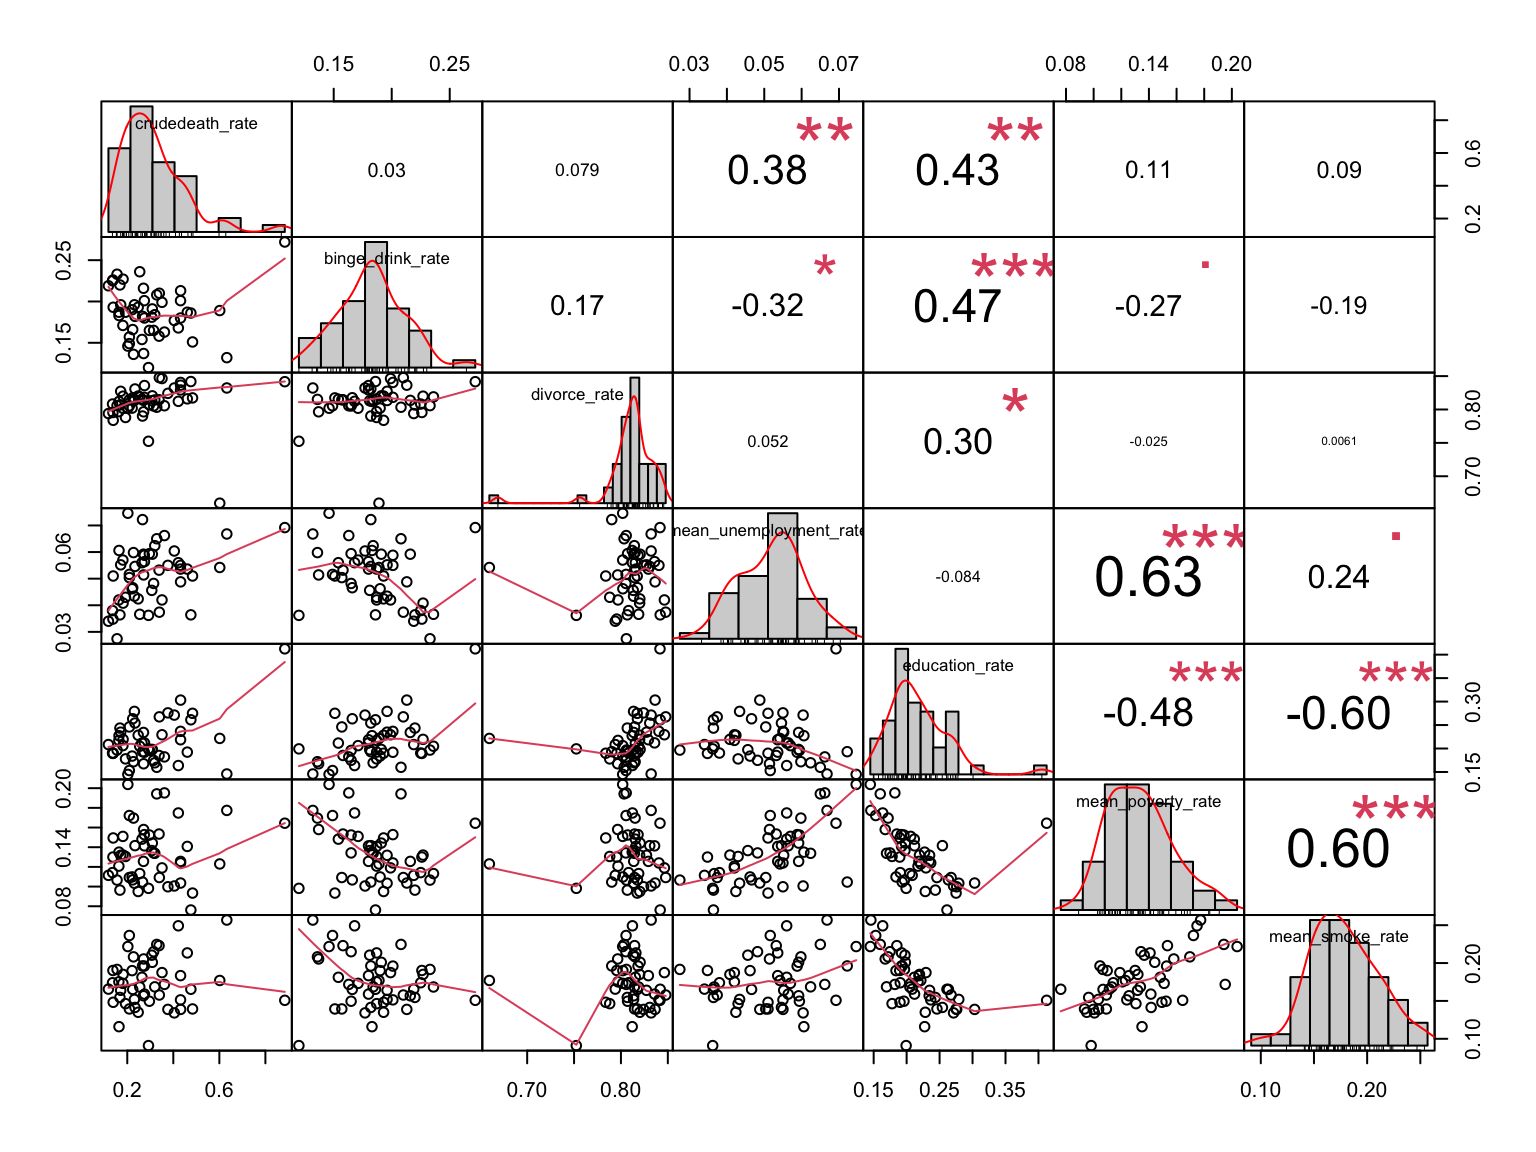 0.15 0.25 0.03 0.05 0.07 0.08 0.14 0.20
crudedeath_rate 0.03 0.079 0.38 ** 0.43 ** 0.11 0.09 0.2 0.6
0.15 0.25 binge_drink_rate 0.17 -0.32 * 0.47 *** -0.27 . -0.19
divorce_rate 0.052 0.30 * -0.025 0.0061 0.70 0.80
0.03 0.06 mean_unemployment_rate -0.084 0.63 *** 0.24 .
education_rate -0.48 *** -0.60 *** 0.15 0.30
0.08 0.14 0.20 mean_poverty_rate 0.60 ***
mean_smoke_rate 0.10 0.20
0.2 0.6 0.70 0.80 0.15 0.25 0.35 0.10 0.20